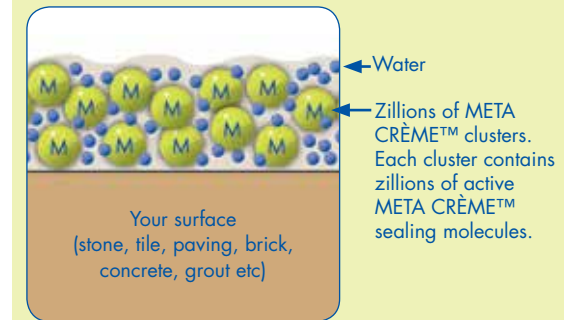 Water
M M M M
M M M M
M M M M
Zillions of META
CRÈME™ clusters.
Each cluster contains
zillions of active
META CRÈME™
sealing molecules.
Your surface
(stone, tile, paving, brick,
concrete, grout etc)